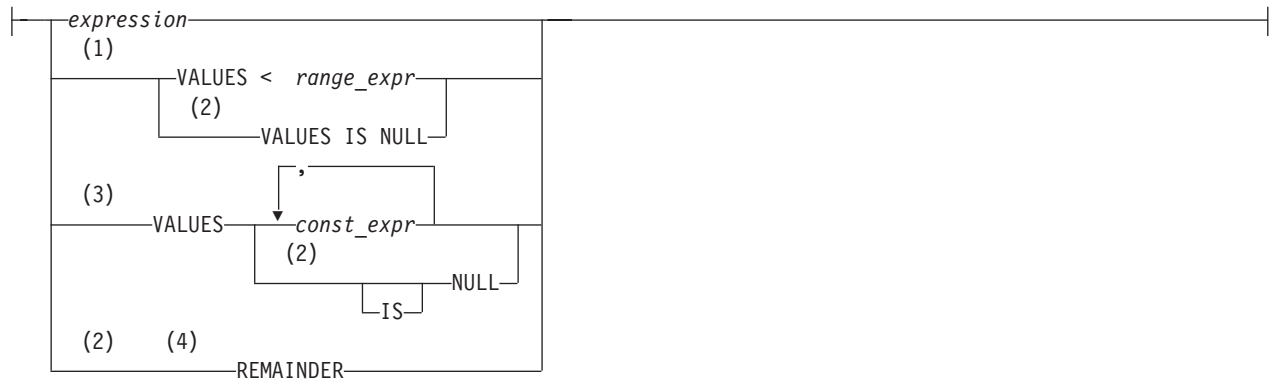 expression
(1)
VALUES < range_expr
(2)
VALUES IS NULL
,
(3)
VALUES const_expr
(2)
NULL
IS
(2) (4)
REMAINDER